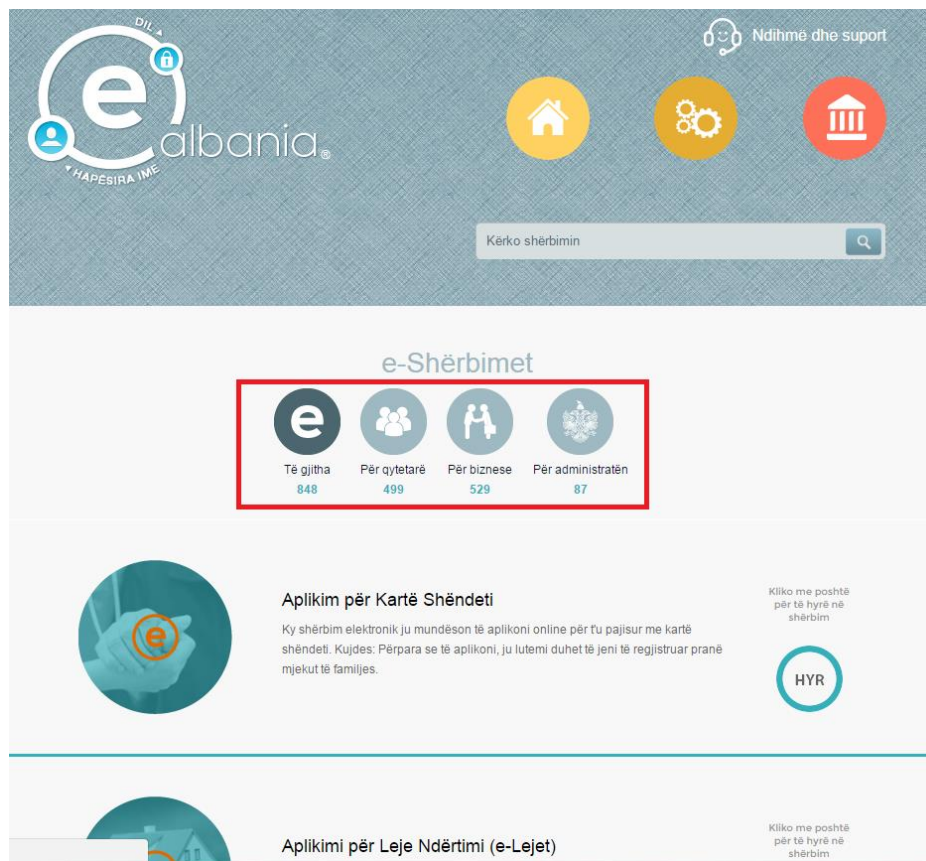 DIL
Ndihmë dhe suport
e
albania®
HAPËSIRA IME
Kërko shërbimin
e-Shërbimet
e
Të gjitha
Për qytetarë
Për biznese
Për administratën
848
499
529
87
Aplikim për Kartë Shëndeti
Ky shërbim elektronik ju mundëson të aplikoni online për t'u pajisur me kartë
shëndeti. Kujdes: Përpara se të aplikoni, ju lutemi duhet të jeni të regjistruar pranë
mjekut të familjes.
e
Kliko me poshtë
për të hyrë në
shërbim
HYR
Aplikimi për Leje Ndërtimi (e-Lejet)
Kliko me poshtë
për të hyrë në
shërbim